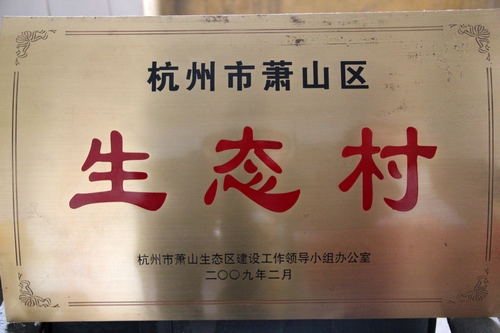 杭州市萧山区
生态村
杭州市萧山生态区建设工作领导小组办公室
二〇〇九年二月